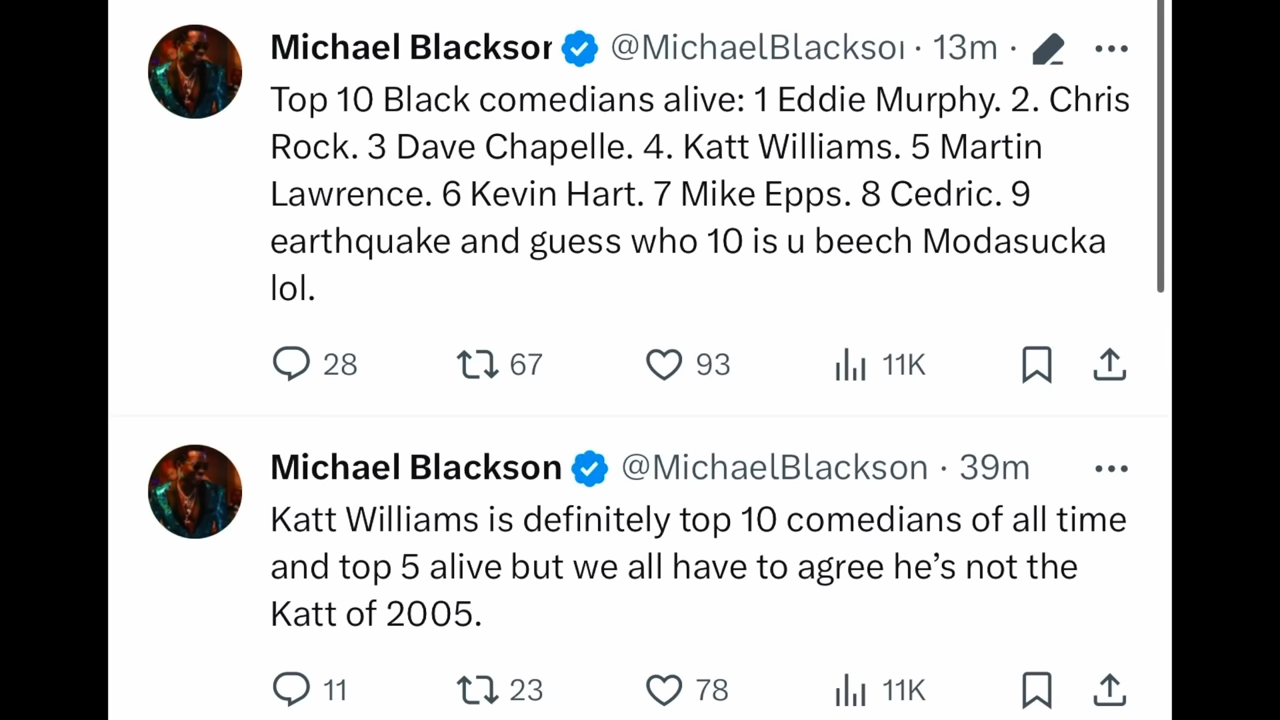 Michael Blackson @MichaelBlackson · 13m ·
Top 10 Black comedians alive: 1 Eddie Murphy. 2. Chris
Rock. 3 Dave Chapelle. 4. Katt Williams. 5 Martin
Lawrence. 6 Kevin Hart. 7 Mike Epps. 8 Cedric. 9
earthquake and guess who 10 is u beech Modasucka
lol.
28 67 93 11K
Michael Blackson @MichaelBlackson · 39m
Katt Williams is definitely top 10 comedians of all time
and top 5 alive but we all have to agree he’s not the
Katt of 2005.
11 23 78 11K